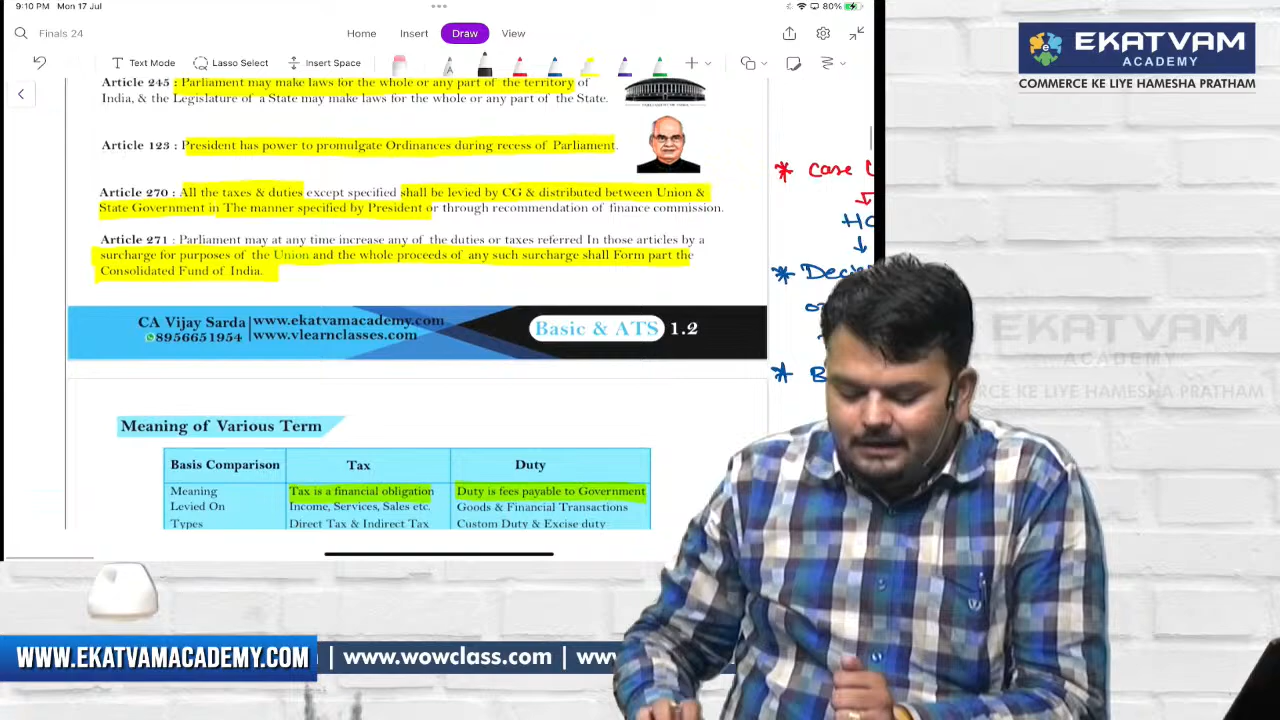 9:10 PM Mon 17 Jul
80%
Finals 24
Home Insert Draw View
Text Mode Lasso Select Insert Space
Article 245 : Parliament may make laws for the whole or any part of the territory of
India, & the Legislature of a State may make laws for the whole or any part of the State.
Article 123 : President has power to promulgate Ordinances during recess of Parliament.
Article 270 : All the taxes & duties except specified shall be levied by CG & distributed between Union &
State Government in The manner specified by President or through recommendation of finance commission.
Article 271 : Parliament may at any time increase any of the duties or taxes referred In those articles by a
surcharge for purposes of the Union and the whole proceeds of any such surcharge shall Form part the
Consolidated Fund of India.
CA Vijay Sarda|www.ekatvamacademy.com
8956651954 |www.vlearnclasses.com
Basic & ATS 1.2
Meaning of Various Term
Basis Comparison Tax Duty
Meaning Tax is a financial obligation Duty is fees payable to Government
Levied On Income, Services, Sales etc. Goods & Financial Transactions
Types Direct Tax & Indirect Tax Custom Duty & Excise duty
* Case
HC
*
* B
EKATVAM
ACADEMY
COMMERCE KE LIYE HAMESHA PRATHAM
EKATVAM
ACADEMY
RCE KE LIYE HAMESHA PRATHAM
WWW.EKATVAMACADEMY.COM | www.wowclass.com |